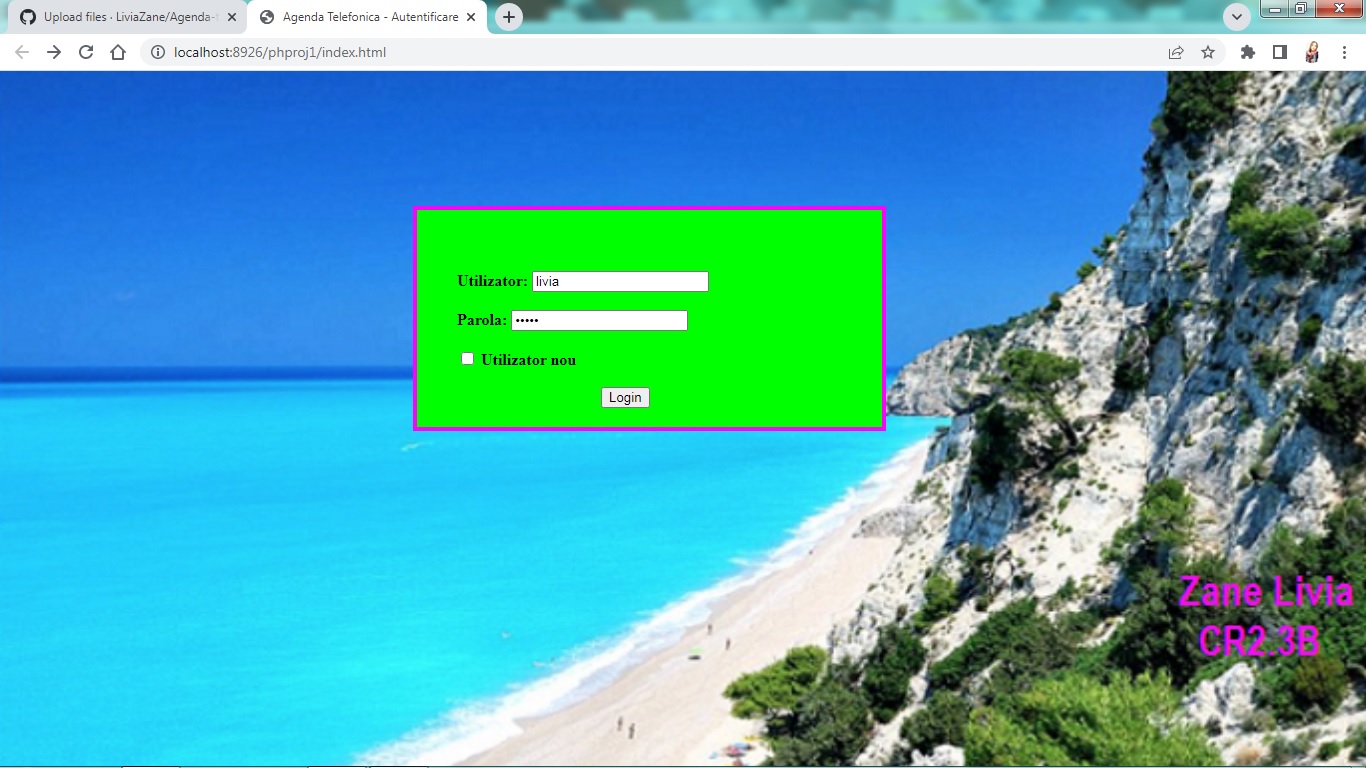 Upload files · LiviaZane/Agenda-t
Agenda Telefonica - Autentificare
localhost:8926/phproj1/index.html
Utilizator: livia
Parola: •••••
Utilizator nou
Login
Zane Livia
CR2.3B